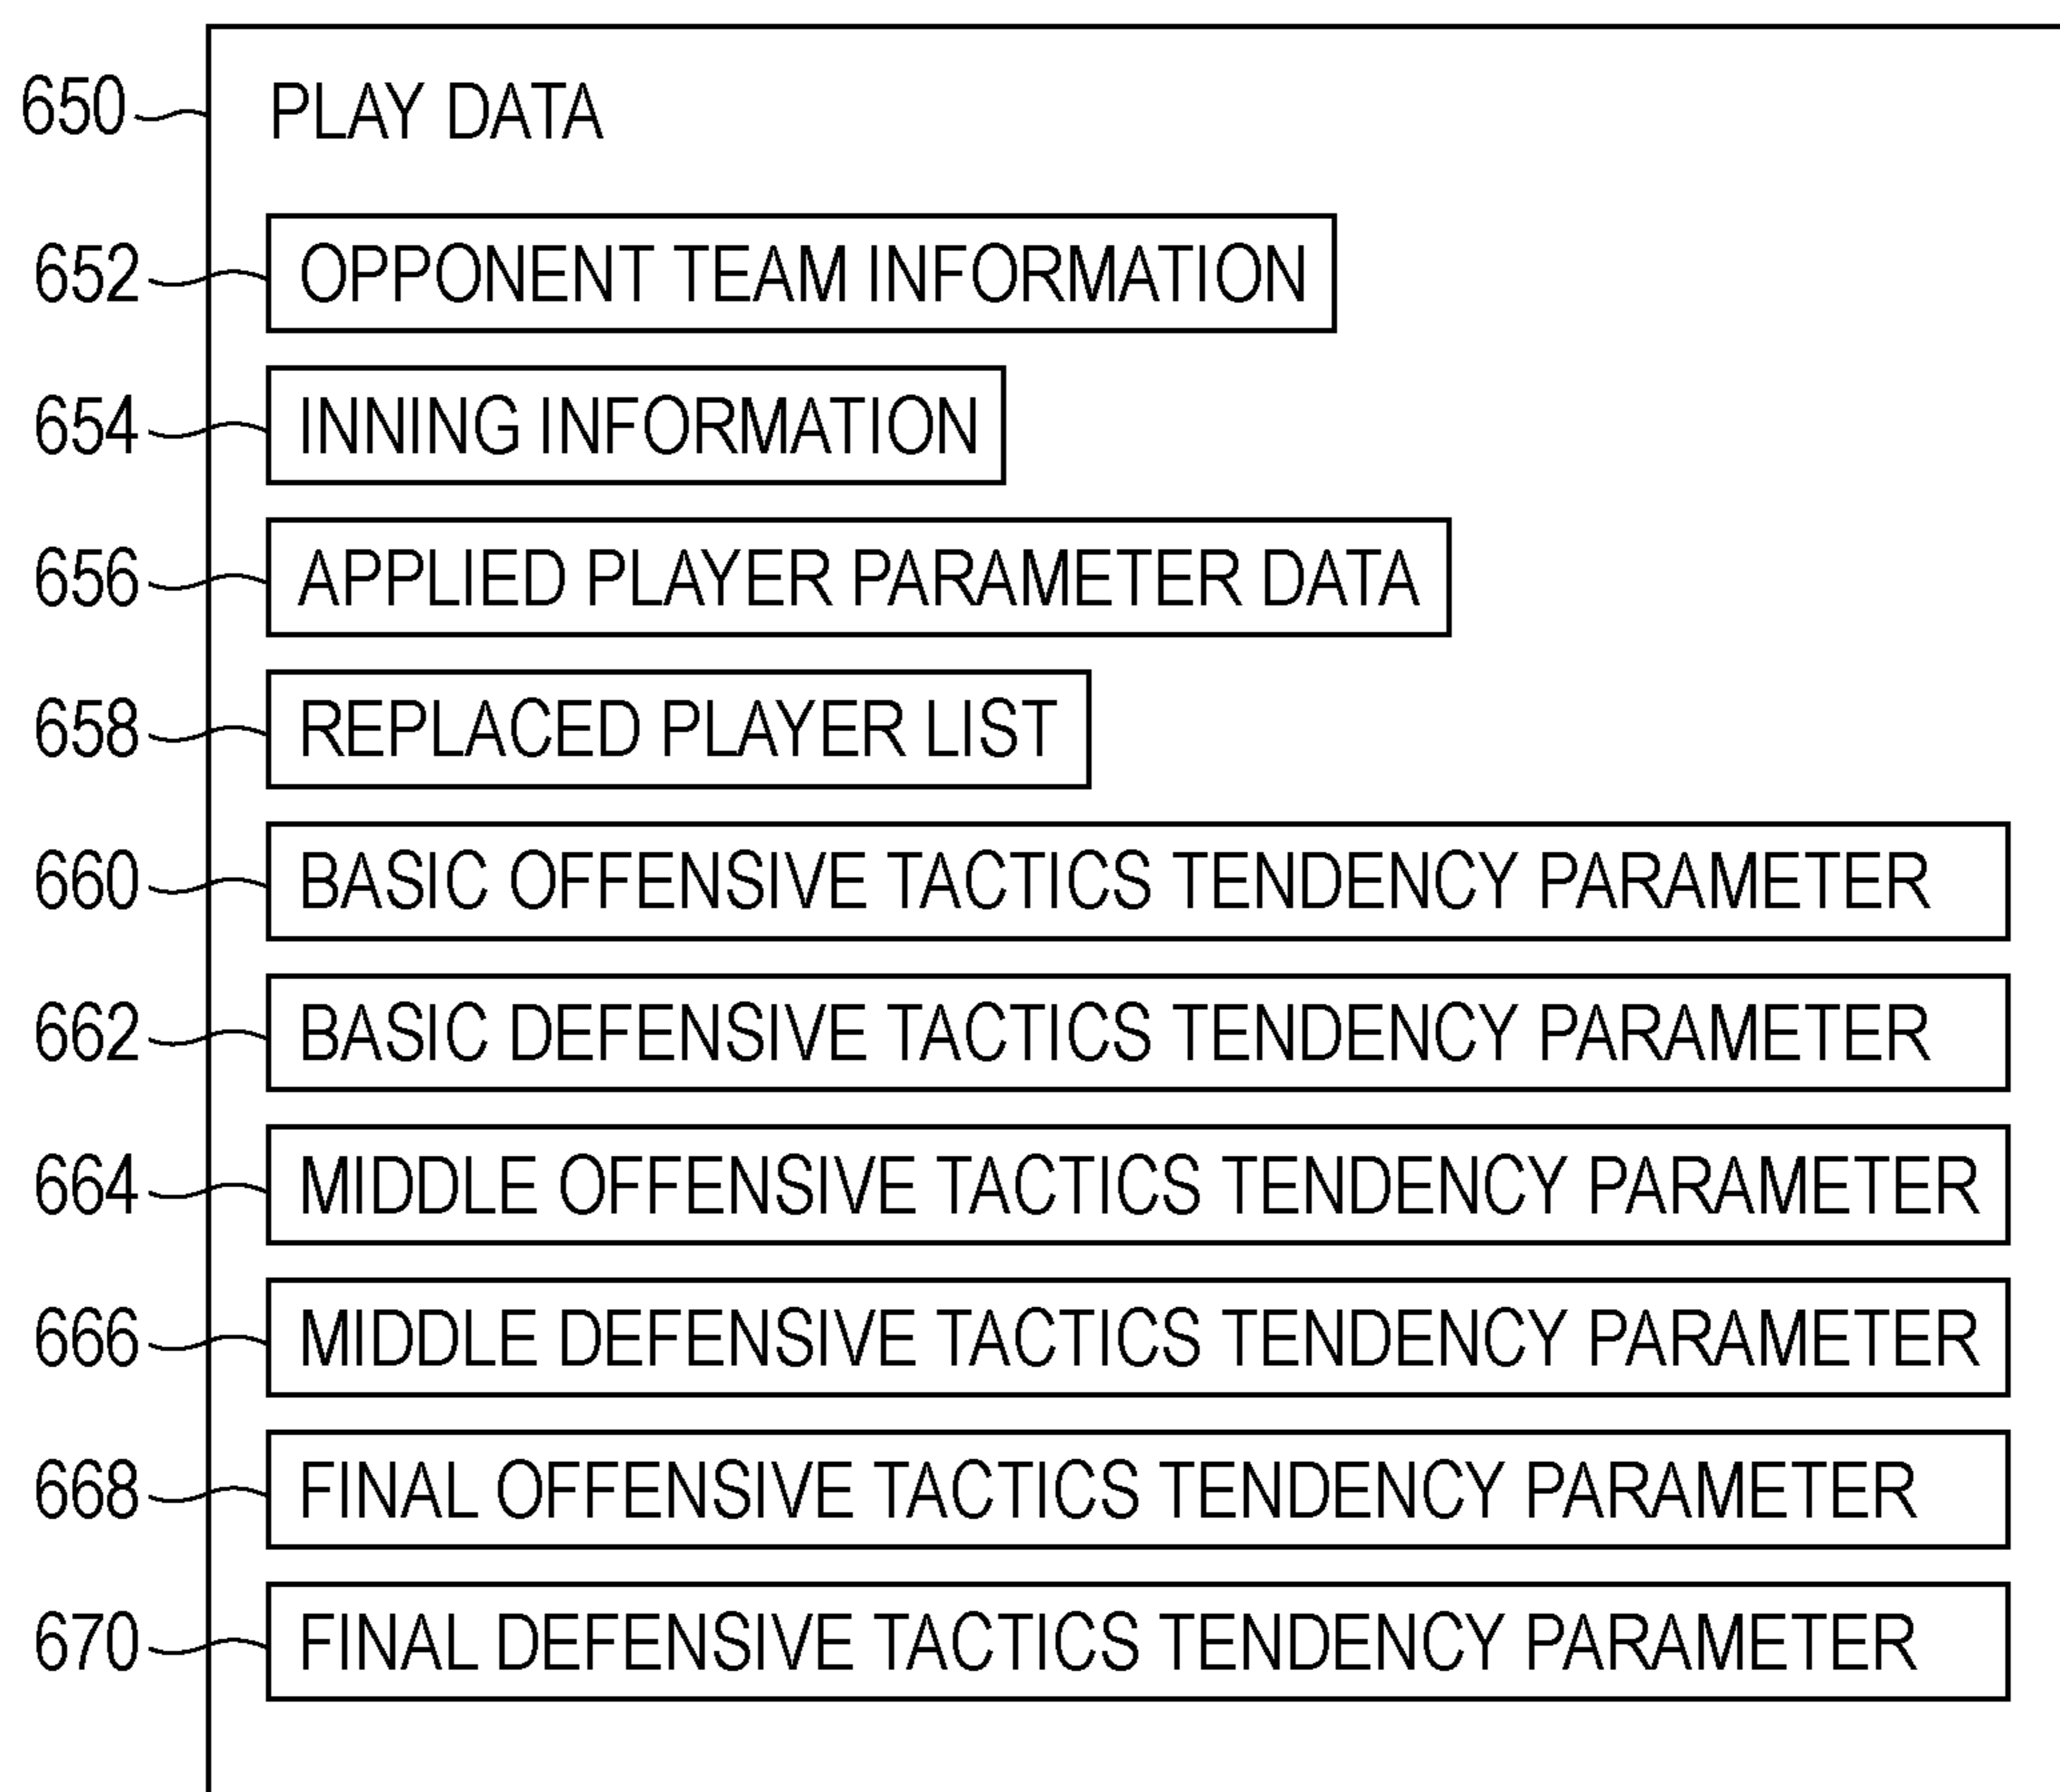 650 PLAY DATA
652 OPPONENT TEAM INFORMATION
654 INNING INFORMATION
656 APPLIED PLAYER PARAMETER DATA
658 REPLACED PLAYER LIST
660 BASIC OFFENSIVE TACTICS TENDENCY PARAMETER
662 BASIC DEFENSIVE TACTICS TENDENCY PARAMETER
664 MIDDLE OFFENSIVE TACTICS TENDENCY PARAMETER
666 MIDDLE DEFENSIVE TACTICS TENDENCY PARAMETER
668 FINAL OFFENSIVE TACTICS TENDENCY PARAMETER
670 FINAL DEFENSIVE TACTICS TENDENCY PARAMETER